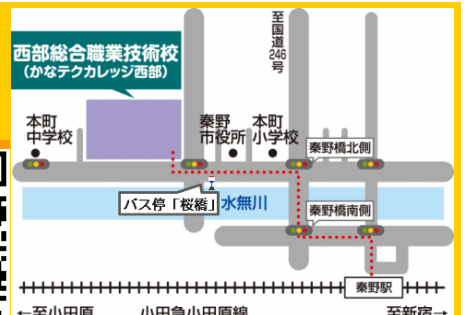 西部総合職業技術校
(かなテクカレッジ西部)
至国道246号
本町
中学校
秦野
市役所
本町
小学校
秦野橋北側
バス停「桜橋」
水無川
秦野橋南側
秦野駅
←至小田原
小田急小田原線
至新宿→